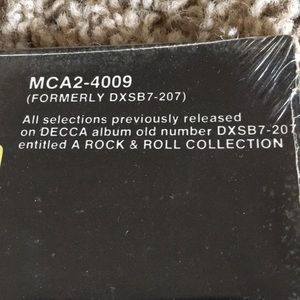 MCA2-4009
(FORMERLY DXSB7-207)
All selections previously released
on DECCA album old number DXSB7-207
entitled A ROCK & ROLL COLLECTION